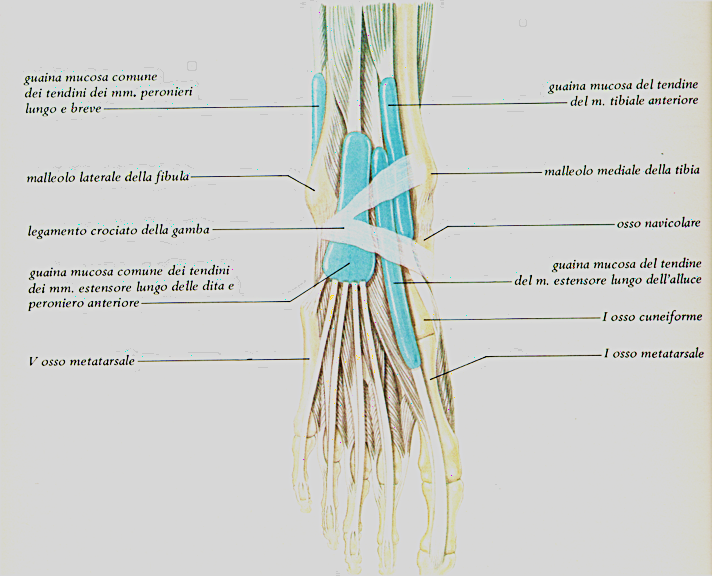 guaina mucosa comune
dei tendini dei mm. peronieri
lungo e breve
malleolo laterale della fibula
legamento crociato della gamba
guaina mucosa comune dei tendini
dei mm. estensore lungo delle dita e
peroniero anteriore
V osso metatarsale
guaina mucosa del tendine
del m. tibiale anteriore
malleolo mediale della tibia
osso navicolare
guaina mucosa del tendine
del m. estensore lungo dell'alluce
I osso cuneiforme
I osso metatarsale